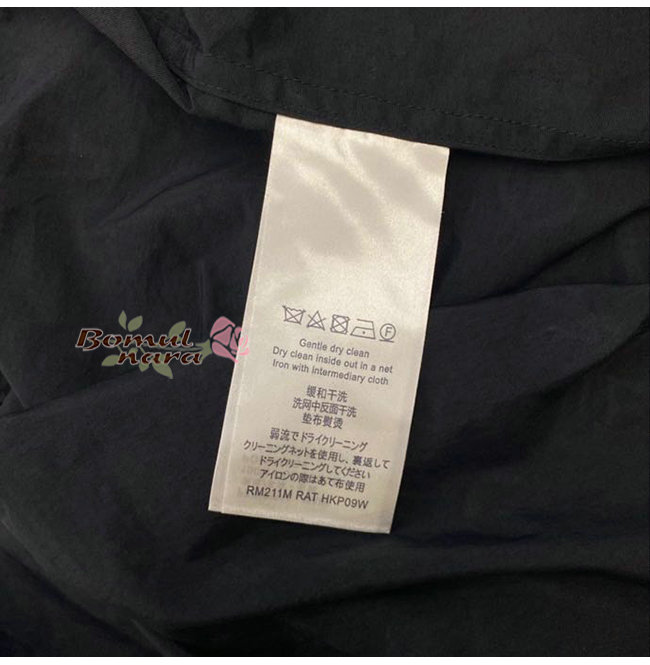 Bomul
nara
Gentle dry clean
Dry clean inside out in a net
Iron with intermediary cloth
缓和干洗
洗网中反面干洗
垫布熨烫
弱流でドライクリーニング
クリーニングネットを使用し、裏返して
ドライクリーニングしてください
アイロンの際はあて布使用
RM211M RAT HKP09W